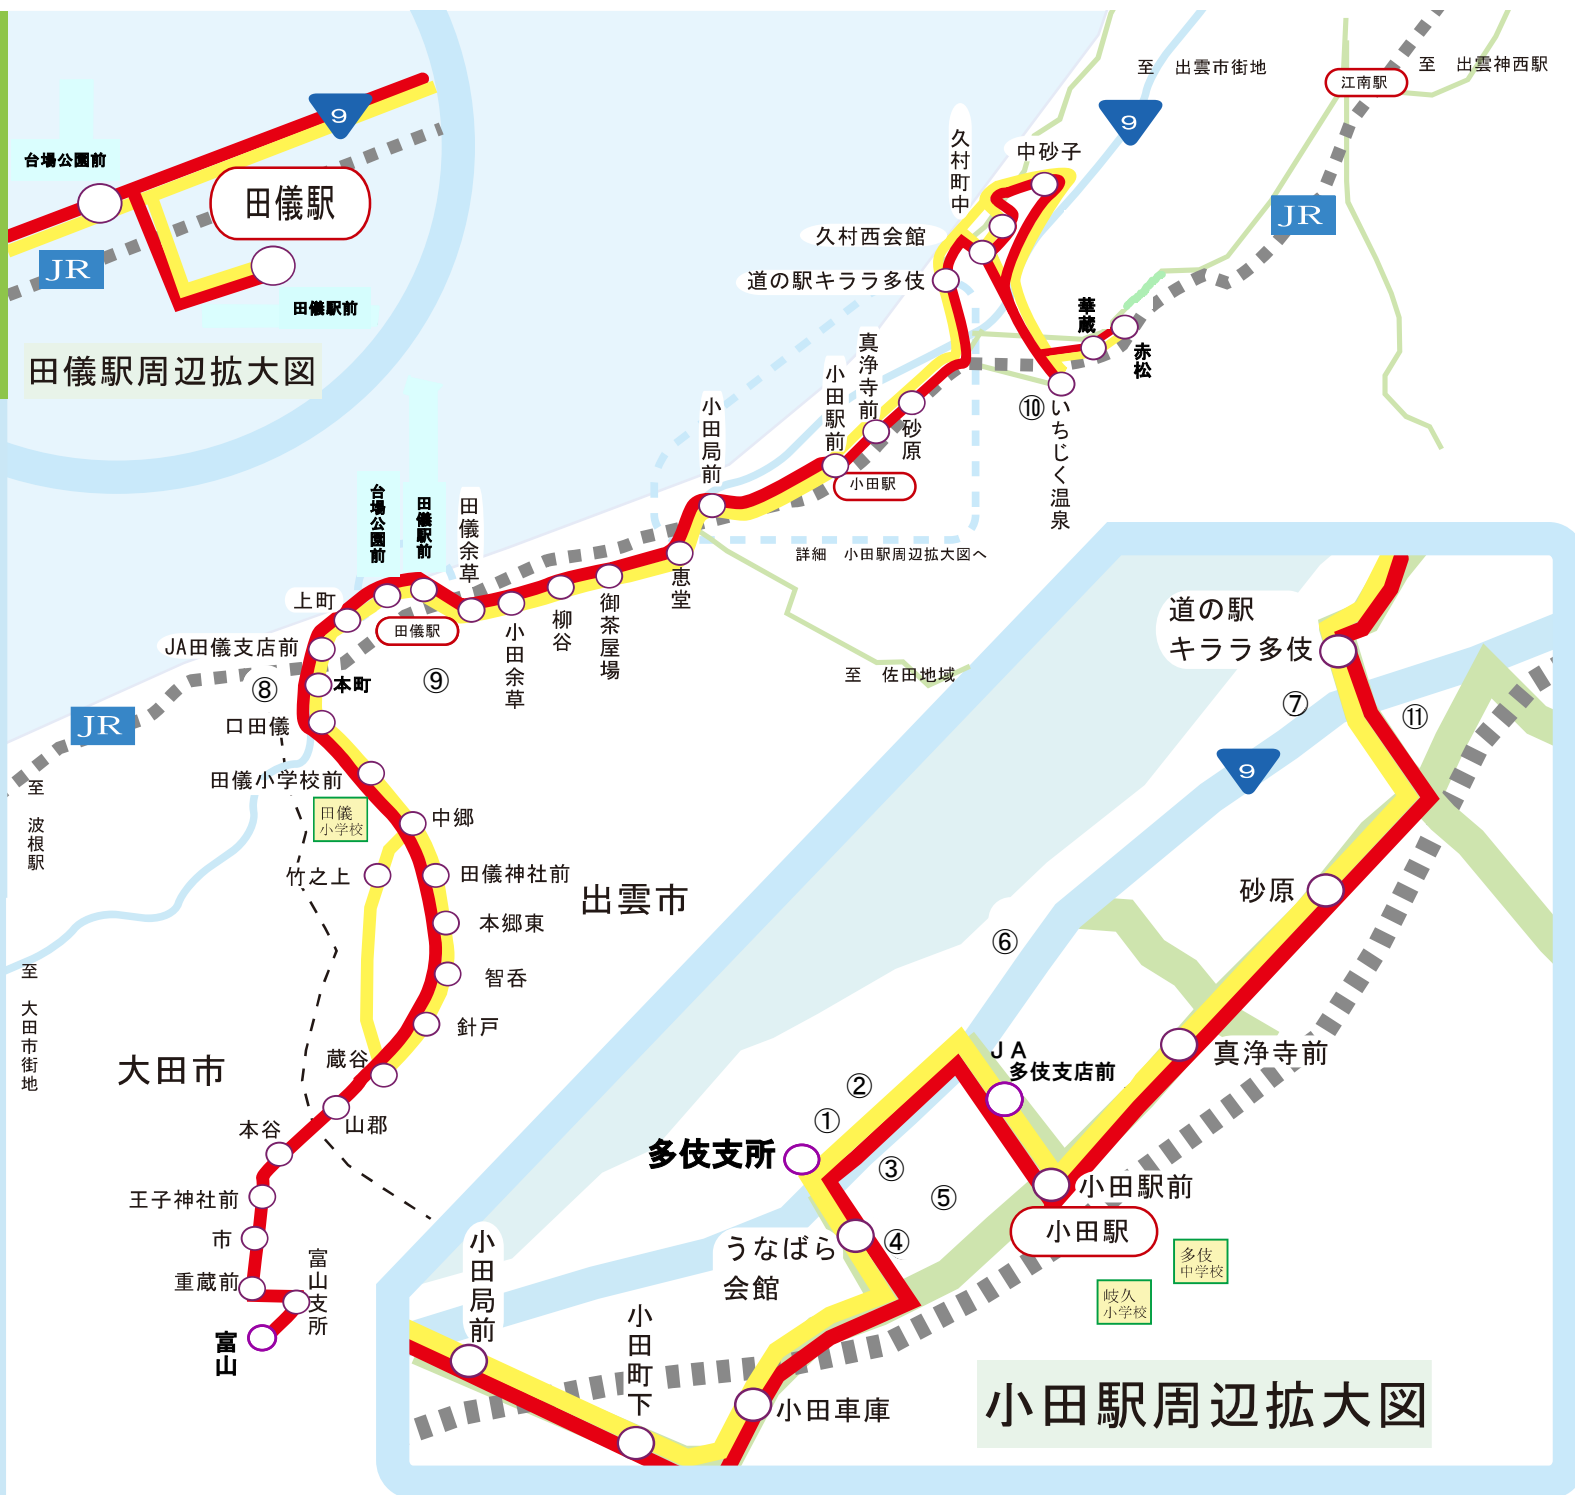 9
台場公園前
田儀駅
JR
田儀駅前
田儀駅周辺拡大図
至 出雲市街地
江南駅
至 出雲神西駅
9
久村町中
中砂子
JR
久村西会館
道の駅キララ多伎
華蔵
赤松
真浄寺前
小田駅前
砂原
⑩
いちじく温泉
小田局前
小田駅
詳細 小田駅周辺拡大図へ
台場公園前
田儀駅前
田儀余草
恵堂
上町
田儀駅
小田余草
柳谷
御茶屋場
JA田儀支店前
⑧
本町
⑨
至 佐田地域
JR
口田儀
田儀小学校前
至 波根駅
田儀
小学校
中郷
竹之上
田儀神社前
出雲市
本郷東
智呑
至 大田市街地
針戸
大田市
蔵谷
山郡
本谷
王子神社前
市
重蔵前
富山支所
富山
道の駅
キララ多伎
⑦
⑪
9
砂原
⑥
JA
多伎支店前
真浄寺前
②
①
多伎支所
③
⑤
小田駅前
④
小田駅
うなばら
会館
多伎
中学校
岐久
小学校
小田局前
小田町下
小田車庫
小田駅周辺拡大図